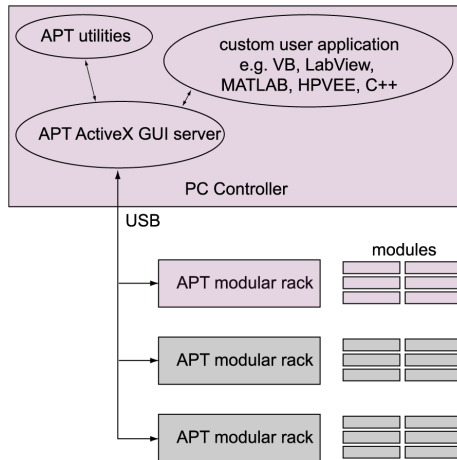 APT utilities
custom user application
e.g. VB, LabView,
MATLAB, HPVEE, C++
APT ActiveX GUI server
PC Controller
USB
modules
APT modular rack
APT modular rack
APT modular rack